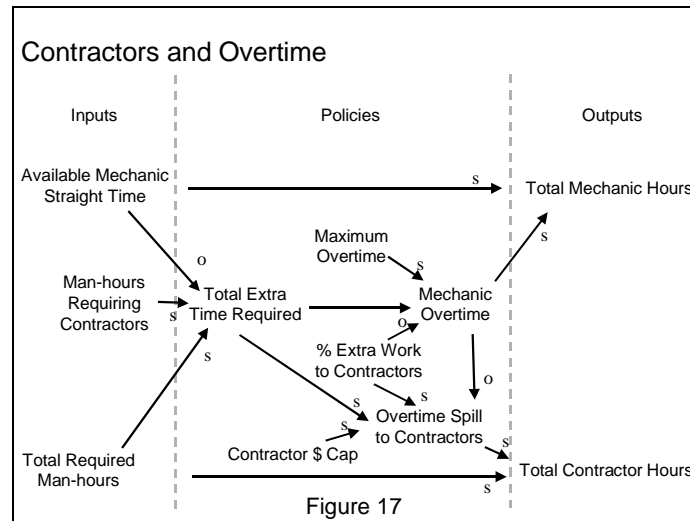 Contractors and Overtime
Inputs
Policies
Outputs
Available Mechanic
Straight Time
s
Total Mechanic Hours
Maximum
Overtime
s
s
o
Man-hours
Requiring
Contractors
s
Total Extra
Time Required
Mechanic
Overtime
o
s
% Extra Work
to Contractors
o
s
s
Overtime Spill
to Contractors
s
s
Contractor $ Cap
Total Required
Man-hours
Total Contractor Hours
s
Figure 17